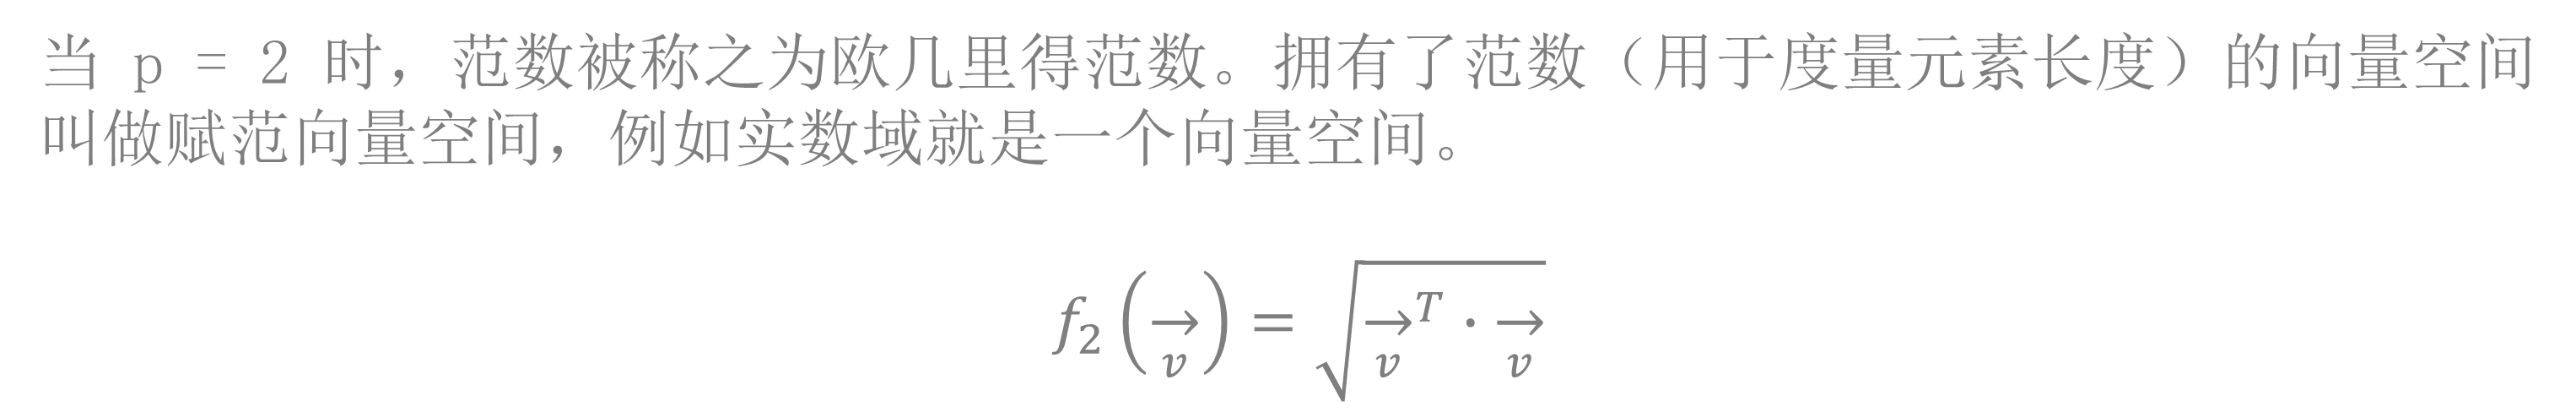 当 p = 2 时，范数被称之为欧几里得范数。拥有了范数（用于度量元素长度）的向量空间
叫做赋范向量空间，例如实数域就是一个向量空间。
f₂(→ᵥ) = √(→ᵥᵀ · →ᵥ)